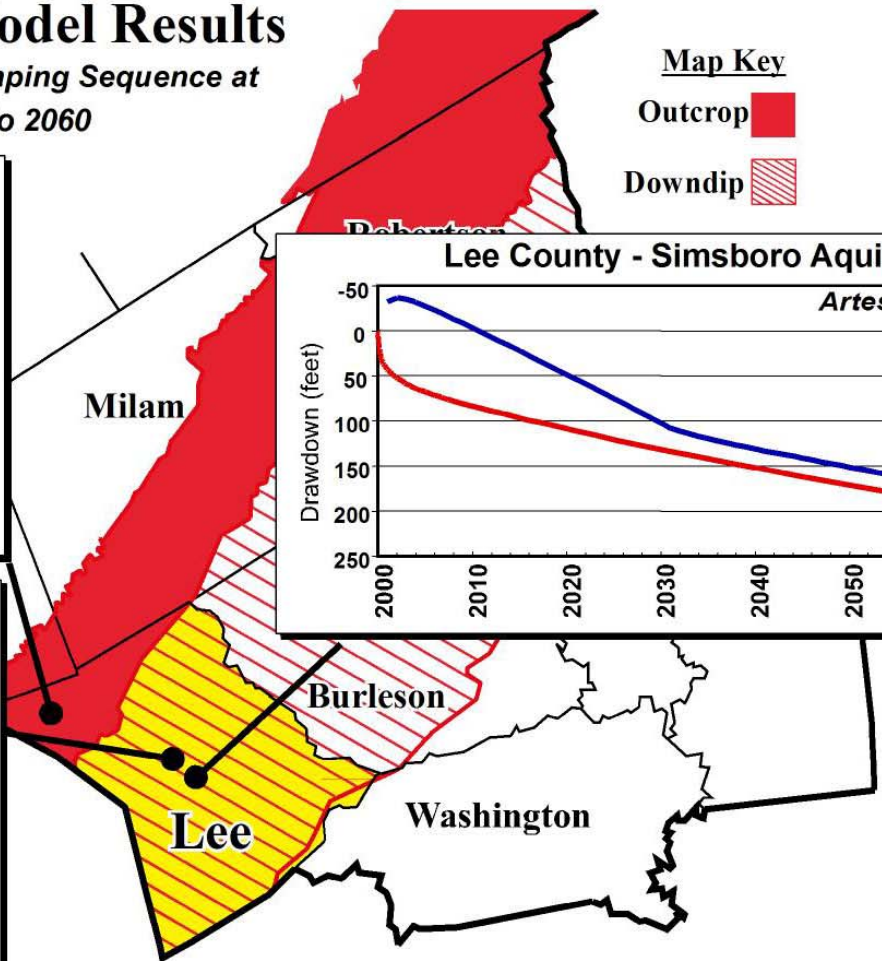 odel Results
ping Sequence at
o 2060
Map Key
Outcrop
Downdip
Robertson
Lee County - Simsboro Aqui
Artes
-50
0
50
100
150
200
250
Drawdown (feet)
2000
2010
2020
2030
2040
2050
Milam
Burleson
Lee
Washington